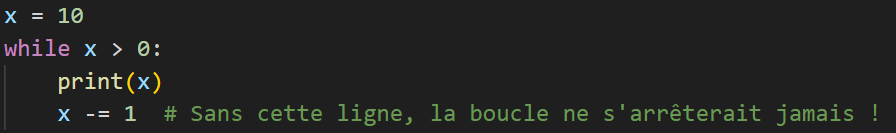 x = 10
while x > 0:
    print(x)
    x -= 1  # Sans cette ligne, la boucle ne s'arrêterait jamais !